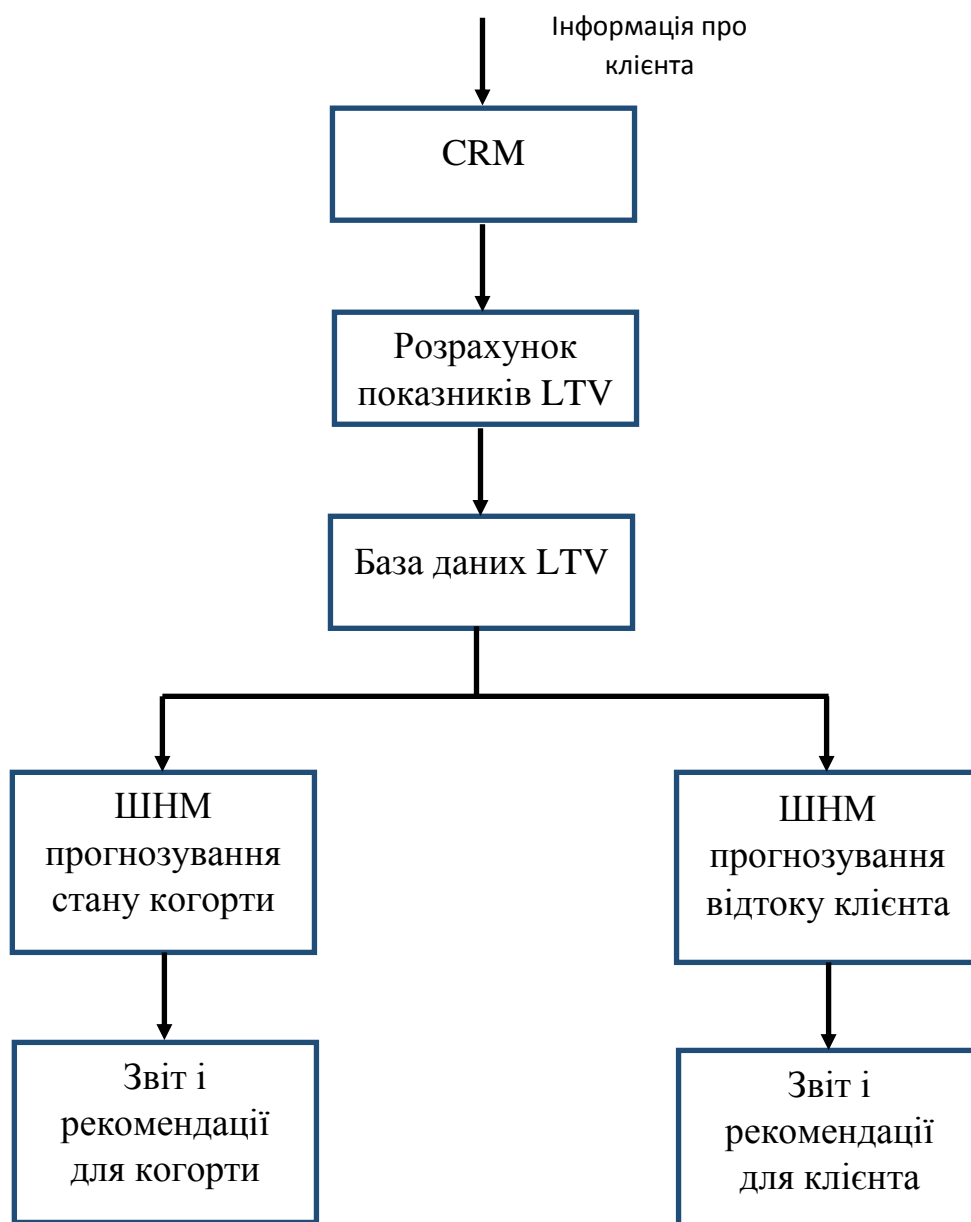 Інформація про
клієнта
CRM
Розрахунок
показників LTV
База даних LTV
ШНМ
прогнозування
стану когорти
ШНМ
прогнозування
відтоку клієнта
Звіт і
рекомендації
для когорти
Звіт і
рекомендації
для клієнта